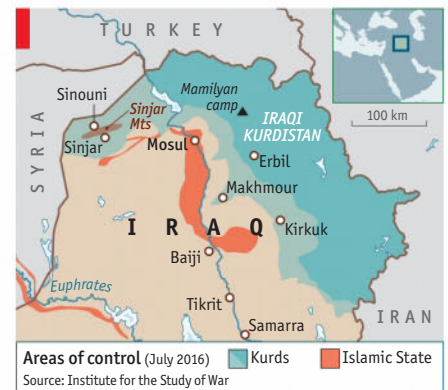 TURKEY
Sinouni
Mamilyan
camp
Sinjar
Mts
IRAQI
KURDISTAN
100 km
SYRIA
Sinjar
Mosul
Erbil
Makhmour
IRAQ
Kirkuk
Baiji
Euphrates
Tikrit
IRAN
Samarra
Areas of control (July 2016) Kurds Islamic State
Source: Institute for the Study of War